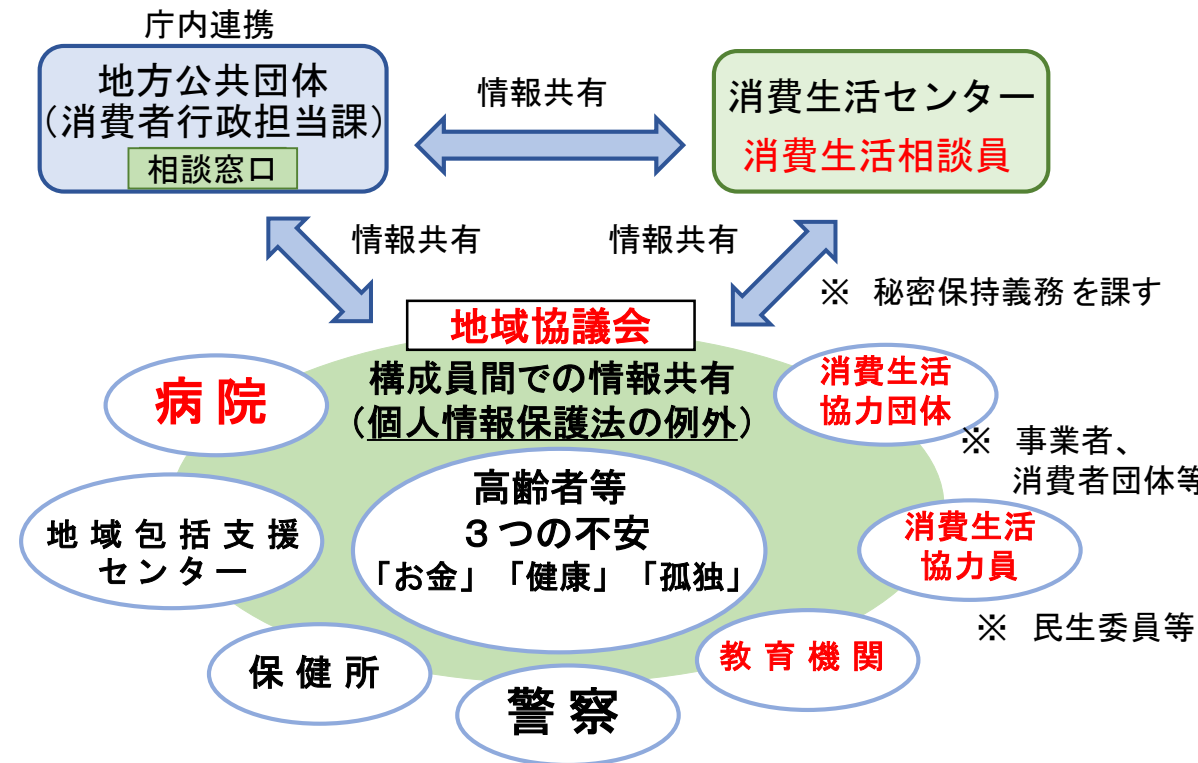 庁内連携
地方公共団体
（消費者行政担当課）
相談窓口
情報共有
消費生活センター
消費生活相談員
情報共有
情報共有
※　秘密保持義務を課す
地域協議会
構成員間での情報共有
（個人情報保護法の例外）
病院
消費生活
協力団体
※　事業者、
消費者団体等
高齢者等
３つの不安
「お金」「健康」「孤独」
地域包括支援
センター
消費生活
協力員
※　民生委員等
保健所
教育機関
警察